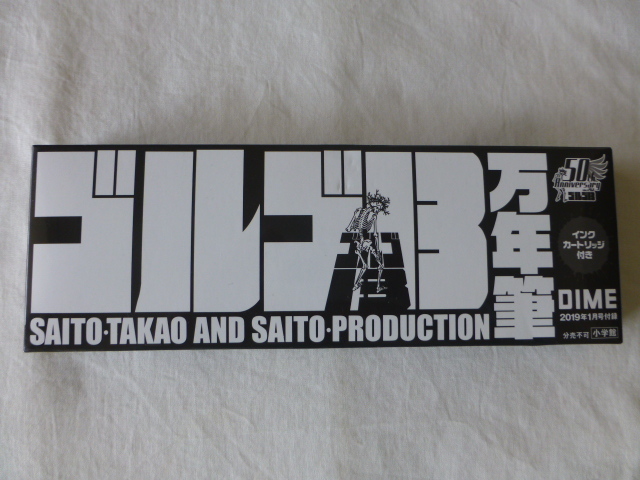 ゴルゴ13
SAITO·TAKAO AND SAITO·PRODUCTION
万年筆
50th
Anniversary
インク
カートリッジ
付き
DIME
2019年1月号付録
分売不可 小学館